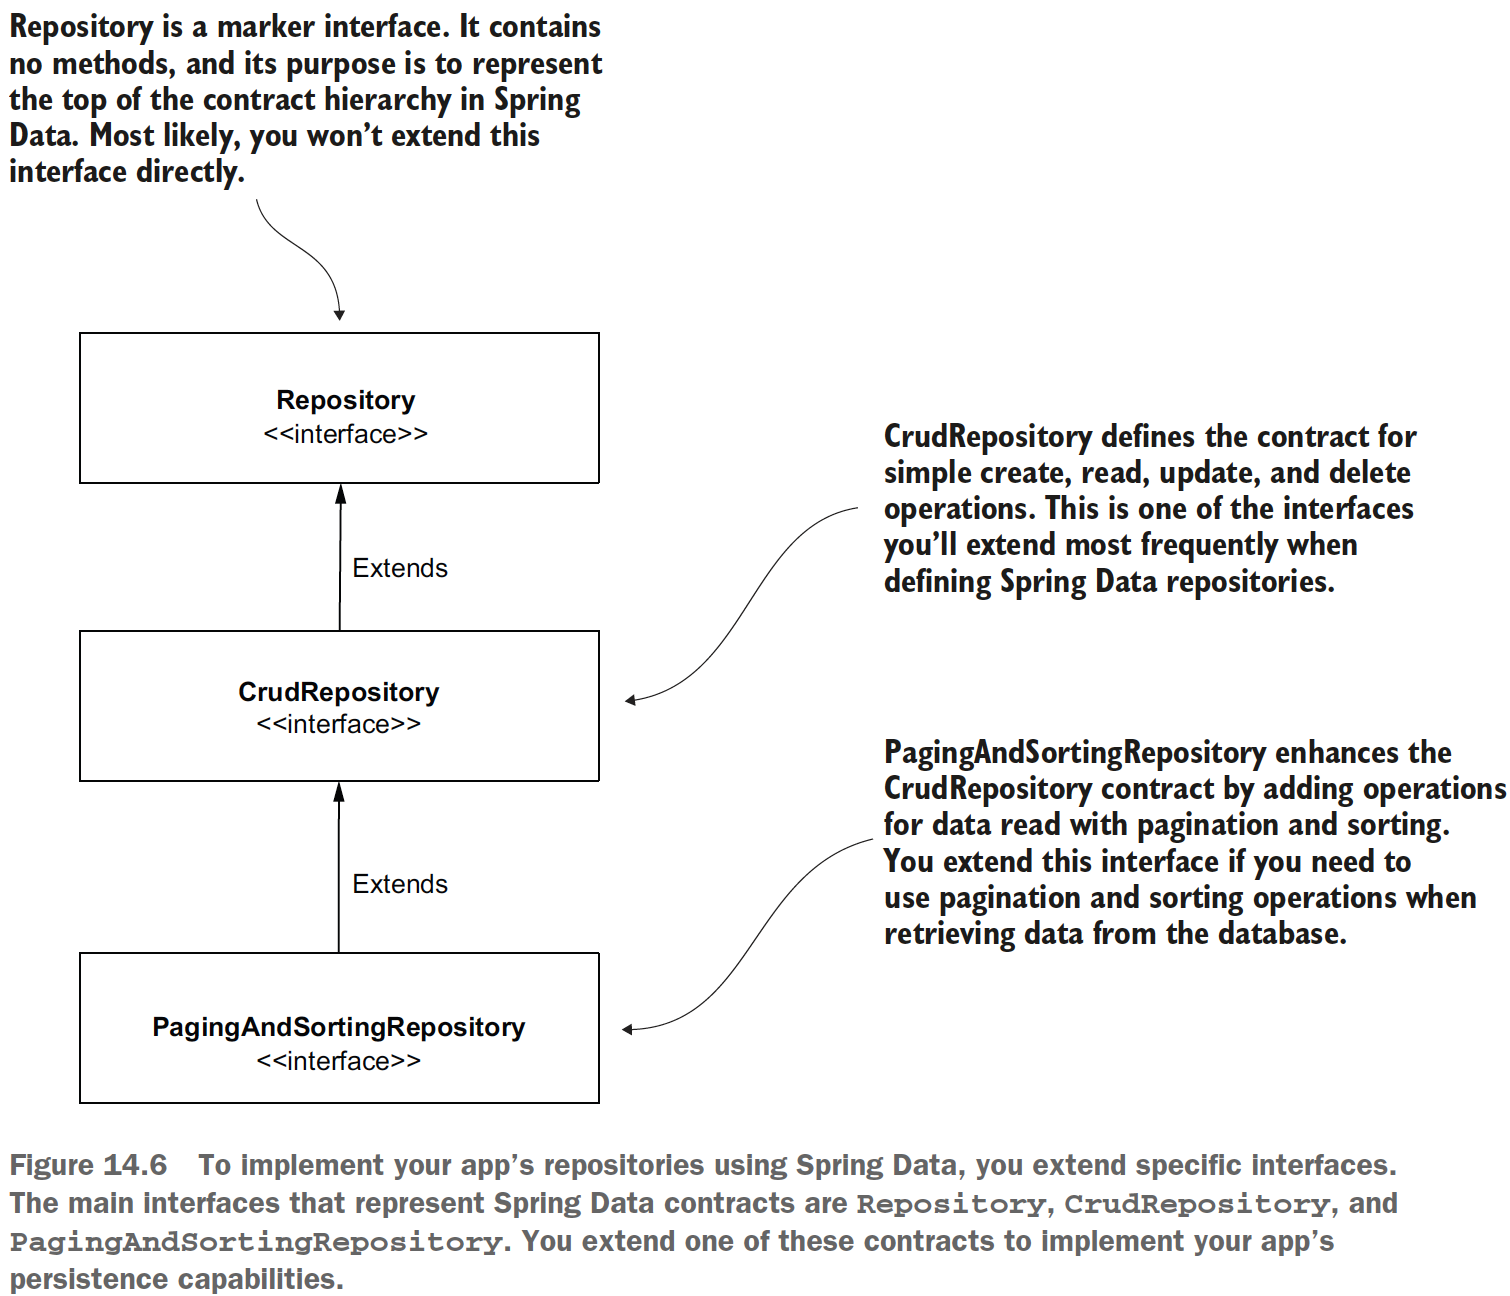 Repository is a marker interface. It contains
no methods, and its purpose is to represent
the top of the contract hierarchy in Spring
Data. Most likely, you won’t extend this
interface directly.
Repository
<<interface>>
Extends
CrudRepository defines the contract for
simple create, read, update, and delete
operations. This is one of the interfaces
you’ll extend most frequently when
defining Spring Data repositories.
CrudRepository
<<interface>>
Extends
PagingAndSortingRepository enhances the
CrudRepository contract by adding operations
for data read with pagination and sorting.
You extend this interface if you need to
use pagination and sorting operations when
retrieving data from the database.
PagingAndSortingRepository
<<interface>>
Figure 14.6 To implement your app’s repositories using Spring Data, you extend specific interfaces.
The main interfaces that represent Spring Data contracts are Repository, CrudRepository, and
PagingAndSortingRepository. You extend one of these contracts to implement your app’s
persistence capabilities.